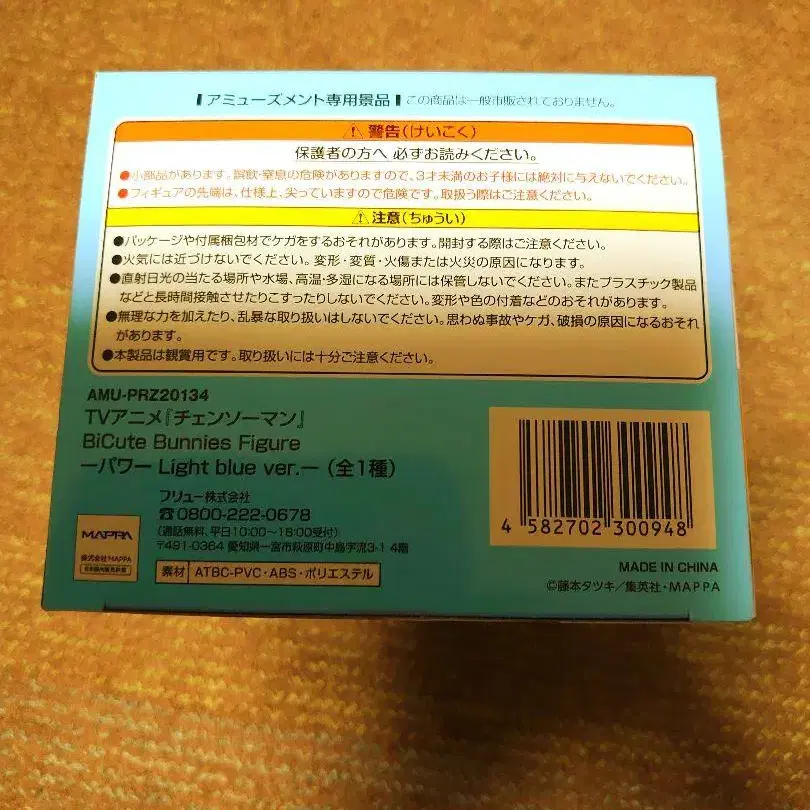 アミューズメント専用景品 この商品は一般市販されておりません。
⚠警告(けいこく)
保護者の方へ 必ずお読みください。
●小部品があります。誤飲・窒息の危険がありますので、3才未満のお子様には絶対に与えないでください。
●フィギュアの先端は、仕様上、尖っていますので危険です。取扱う際はご注意ください。
⚠注意(ちゅうい)
●パッケージや付属梱包材でケガをするおそれがあります。開封する際はご注意ください。
●火気には近づけないでください。変形・変質・火傷または火災の原因になります。
●直射日光の当たる場所や水場、高温・多湿になる場所には保管しないでください。またプラスチック製品
などと長時間接触させたりこすったりしないでください。変形や色の付着などのおそれがあります。
●無理な力を加えたり、乱暴な取り扱いはしないでください。思わぬ事故やケガ、破損の原因になるおそれ
があります。
●本製品は観賞用です。取り扱いには十分ご注意ください。
AMU-PRZ20134
TVアニメ『チェンソーマン』
BiCute Bunnies Figure
ーパワー Light blue ver.ー (全1種)
フリュー株式会社
☎0800-222-0678
(通話無料、平日10:00〜18:00受付)
〒491-0364 愛知県一宮市萩原町中島字流3-1 4階
MAPPA
株式会社MAPPA
素材 ATBC-PVC・ABS・ポリエステル
4 582702 300948
MADE IN CHINA
©藤本タツキ/集英社・MAPPA